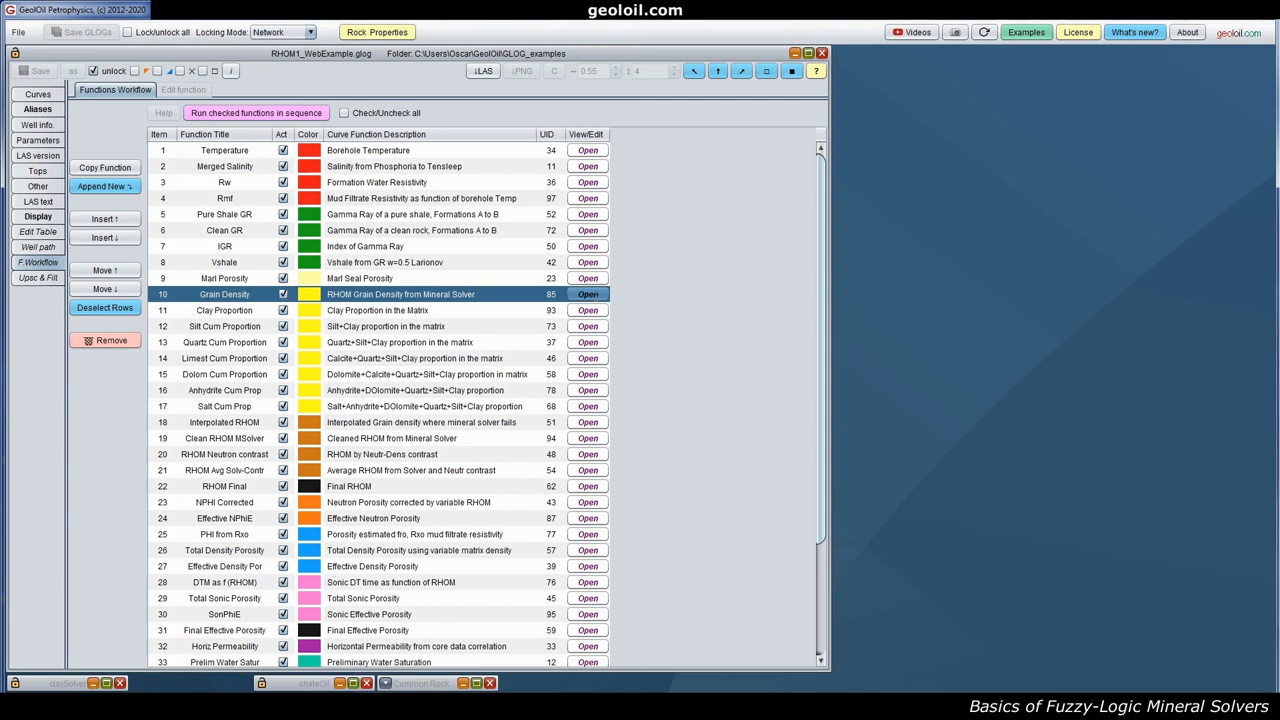 GeolOil Petrophysics, (c) 2012-2020
geoloil.com
File
Save GLOGs
Lock/unlock all
Locking Mode:
Network
Rock Properties
Videos
Examples
License
What's new?
About
geoloil.com
RHOM1_WebExample.glog Folder: C:\Users\Oscar\GeolOil\GLOG_examples
Save
as
unlock
i
↓LAS
↓PNG
C
0.55
4
?
Curves
Aliases
Well info.
Parameters
LAS version
Tops
Other
LAS text
Display
Edit Table
Well path
F.Workflow
Upsc & Filt
Functions Workflow
Edit function
Help
Run checked functions in sequence
Check/Uncheck all
Copy Function
Append New
Insert ↑
Insert ↓
Move ↑
Move ↓
Deselect Rows
Remove
Item Function Title Act Color Curve Function Description UID View/Edit
1 Temperature Borehole Temperature 34 Open
2 Merged Salinity Salinity from Phosphoria to Tensleep 11 Open
3 Rw Formation Water Resistivity 36 Open
4 Rmf Mud Filtrate Resistivity as function of borehole Temp 97 Open
5 Pure Shale GR Gamma Ray of a pure shale, Formations A to B 52 Open
6 Clean GR Gamma Ray of a clean rock, Formations A to B 72 Open
7 IGR Index of Gamma Ray 50 Open
8 Vshale Vshale from GR w=0.5 Larionov 42 Open
9 Marl Porosity Marl Seal Porosity 23 Open
10 Grain Density RHOM Grain Density from Mineral Solver 85 Open
11 Clay Proportion Clay Proportion in the Matrix 93 Open
12 Silt Cum Proportion Silt+Clay proportion in the matrix 73 Open
13 Quartz Cum Proportion Quartz+Silt+Clay proportion in the matrix 37 Open
14 Limest Cum Proportion Calcite+Quartz+Silt+Clay proportion in the matrix 46 Open
15 Dolom Cum Proportion Dolomite+Calcite+Quartz+Silt+Clay proportion in the matrix 58 Open
16 Anhydrite Cum Prop Anhydrite+DOlomite+Quartz+Silt+Clay proportion 78 Open
17 Salt Cum Prop Salt+Anhydrite+DOlomite+Quartz+Silt+Clay proportion 68 Open
18 Interpolated RHOM Interpolated Grain density where mineral solver fails 51 Open
19 Clean RHOM MSolver Cleaned RHOM from Mineral Solver 94 Open
20 RHOM Neutron contrast RHOM by Neutr-Dens contrast 48 Open
21 RHOM Avg Solv-Contr Average RHOM from Solver and Neutr contrast 54 Open
22 RHOM Final Final RHOM 62 Open
23 NPHI Corrected Neutron Porosity corrected by variable RHOM 43 Open
24 Effective NPhiE Effective Neutron Porosity 87 Open
25 PHI from Rxo Porosity estimated fro, Rxo mud filtrate resistivity 77 Open
26 Total Density Porosity Total Density Porosity using variable matrix density 57 Open
27 Effective Density Por Effective Density Porosity 39 Open
28 DTM as f (RHOM) Sonic DT time as function of RHOM 76 Open
29 Total Sonic Porosity Total Sonic Porosity 45 Open
30 SonPhiE Sonic Effective Porosity 95 Open
31 Final Effective Porosity Final Effective Porosity 59 Open
32 Horiz Permeability Horizontal Permeability from core data correlation 33 Open
33 Prelim Water Satur Preliminary Water Saturation 12 Open
claySolver
shaleOil
Common Rock
Basics of Fuzzy-Logic Mineral Solvers